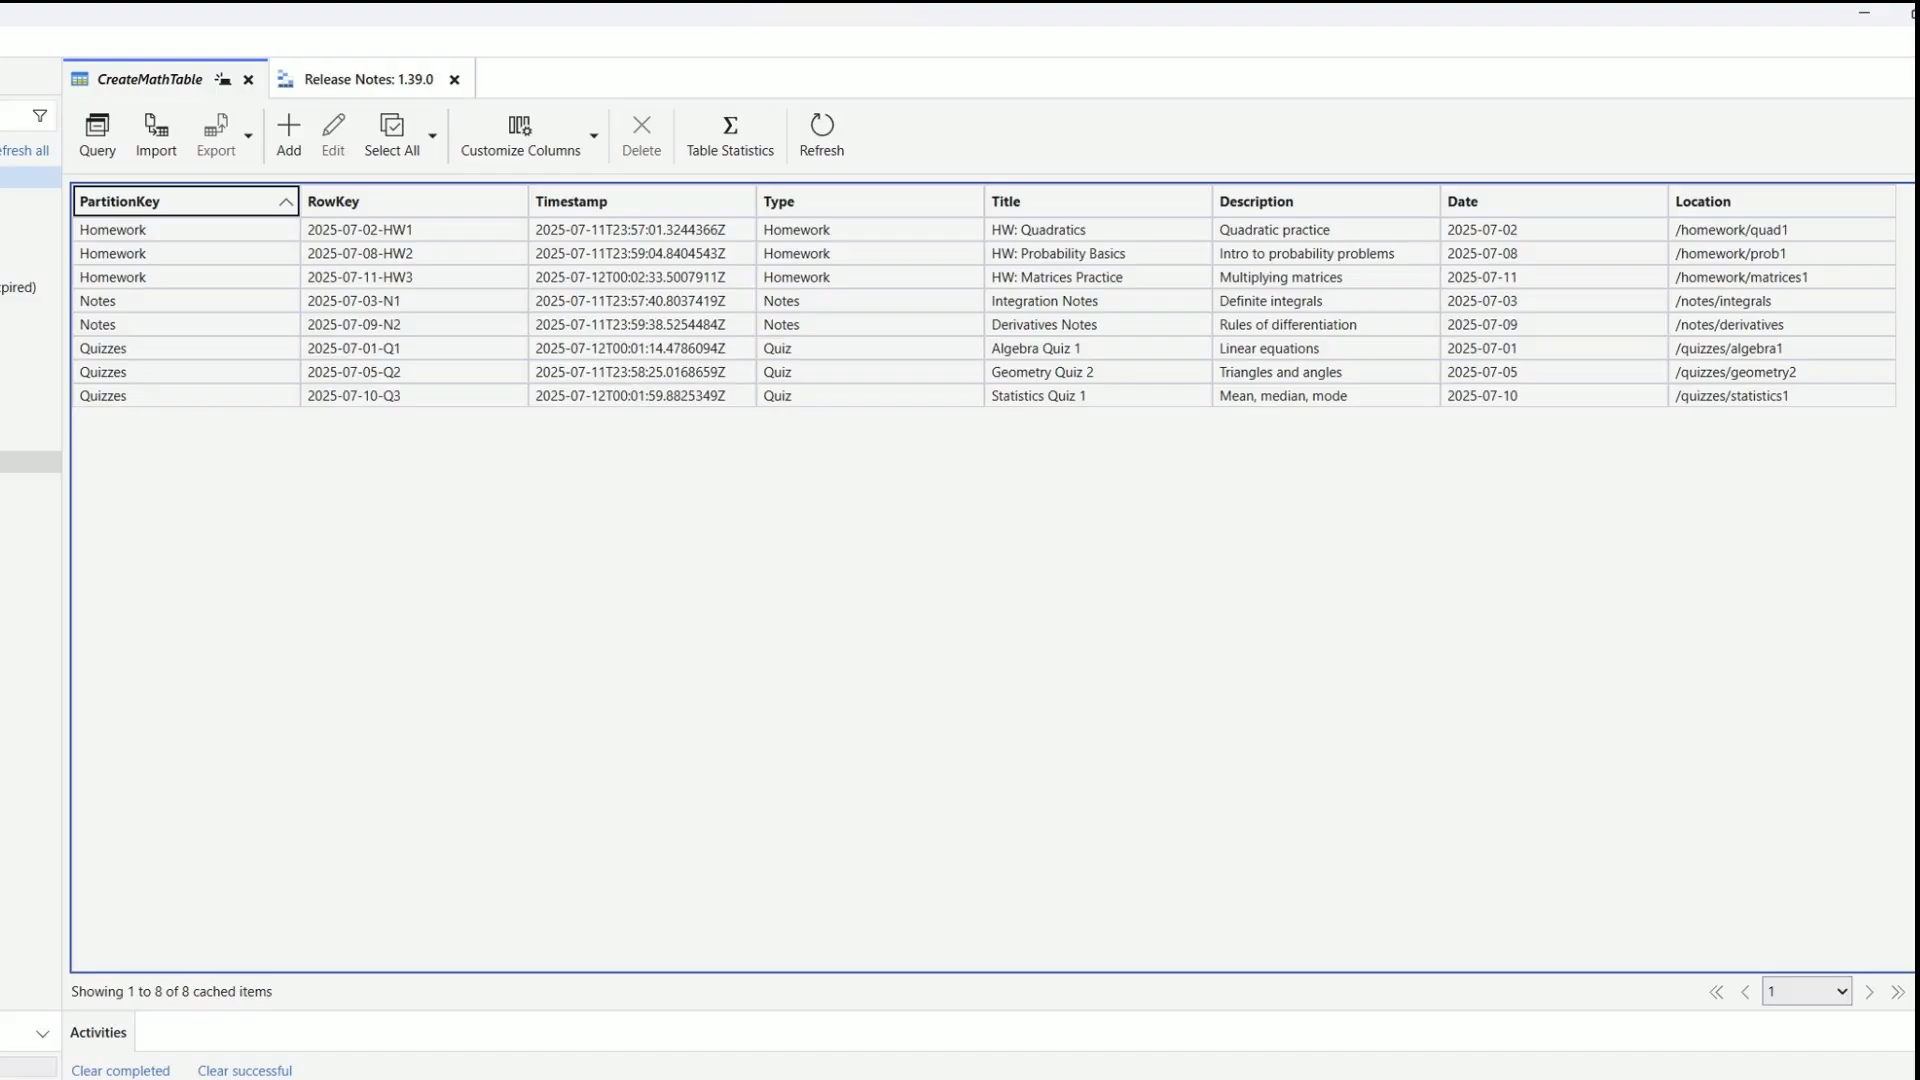 CreateMathTable
Release Notes: 1.39.0
efresh all
Query Import Export Add Edit Select All Customize Columns Delete Table Statistics Refresh
PartitionKey RowKey Timestamp Type Title Description Date Location
Homework 2025-07-02-HW1 2025-07-11T23:57:01.3244366Z Homework HW: Quadratics Quadratic practice 2025-07-02 /homework/quad1
Homework 2025-07-08-HW2 2025-07-11T23:59:04.8404543Z Homework HW: Probability Basics Intro to probability problems 2025-07-08 /homework/prob1
Homework 2025-07-11-HW3 2025-07-12T00:02:33.5007911Z Homework HW: Matrices Practice Multiplying matrices 2025-07-11 /homework/matrices1
pired)
Notes 2025-07-03-N1 2025-07-11T23:57:40.8037419Z Notes Integration Notes Definite integrals 2025-07-03 /notes/integrals
Notes 2025-07-09-N2 2025-07-11T23:59:38.5254484Z Notes Derivatives Notes Rules of differentiation 2025-07-09 /notes/derivatives
Quizzes 2025-07-01-Q1 2025-07-12T00:01:14.4786094Z Quiz Algebra Quiz 1 Linear equations 2025-07-01 /quizzes/algebra1
Quizzes 2025-07-05-Q2 2025-07-11T23:58:25.0168659Z Quiz Geometry Quiz 2 Triangles and angles 2025-07-05 /quizzes/geometry2
Quizzes 2025-07-10-Q3 2025-07-12T00:01:59.8825349Z Quiz Statistics Quiz 1 Mean, median, mode 2025-07-10 /quizzes/statistics1
Showing 1 to 8 of 8 cached items
1
Activities
Clear completed Clear successful